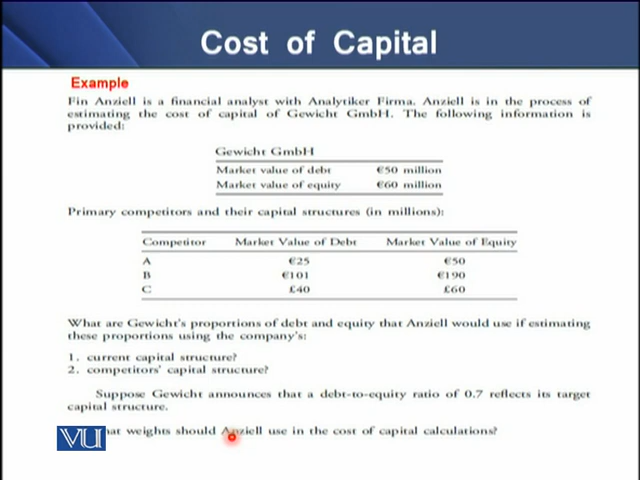 Cost of Capital
Example
Fin Anziell is a financial analyst with Analytiker Firma. Anziell is in the process of
estimating the cost of capital of Gewicht GmbH. The following information is
provided:
Gewicht GmbH
Market value of debt €50 million
Market value of equity €60 million
Primary competitors and their capital structures (in millions):
Competitor Market Value of Debt Market Value of Equity
A €25 €50
B €101 €190
C £40 £60
What are Gewicht's proportions of debt and equity that Anziell would use if estimating
these proportions using the company's:
1. current capital structure?
2. competitors' capital structure?
Suppose Gewicht announces that a debt-to-equity ratio of 0.7 reflects its target
capital structure.
VU weights should Anziell use in the cost of capital calculations?